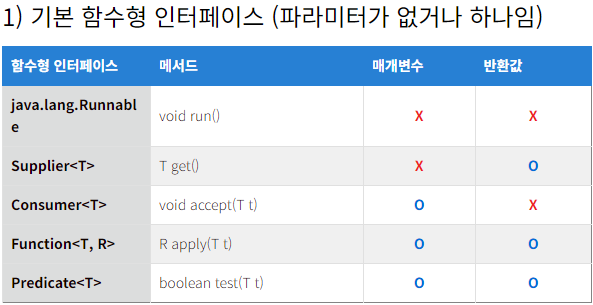 1) 기본 함수형 인터페이스 (파라미터가 없거나 하나임)
함수형 인터페이스 메서드 매개변수 반환값
java.lang.Runnabl
e void run() X X
Supplier<T> T get() X O
Consumer<T> void accept(T t) O X
Function<T, R> R apply(T t) O O
Predicate<T> boolean test(T t) O O